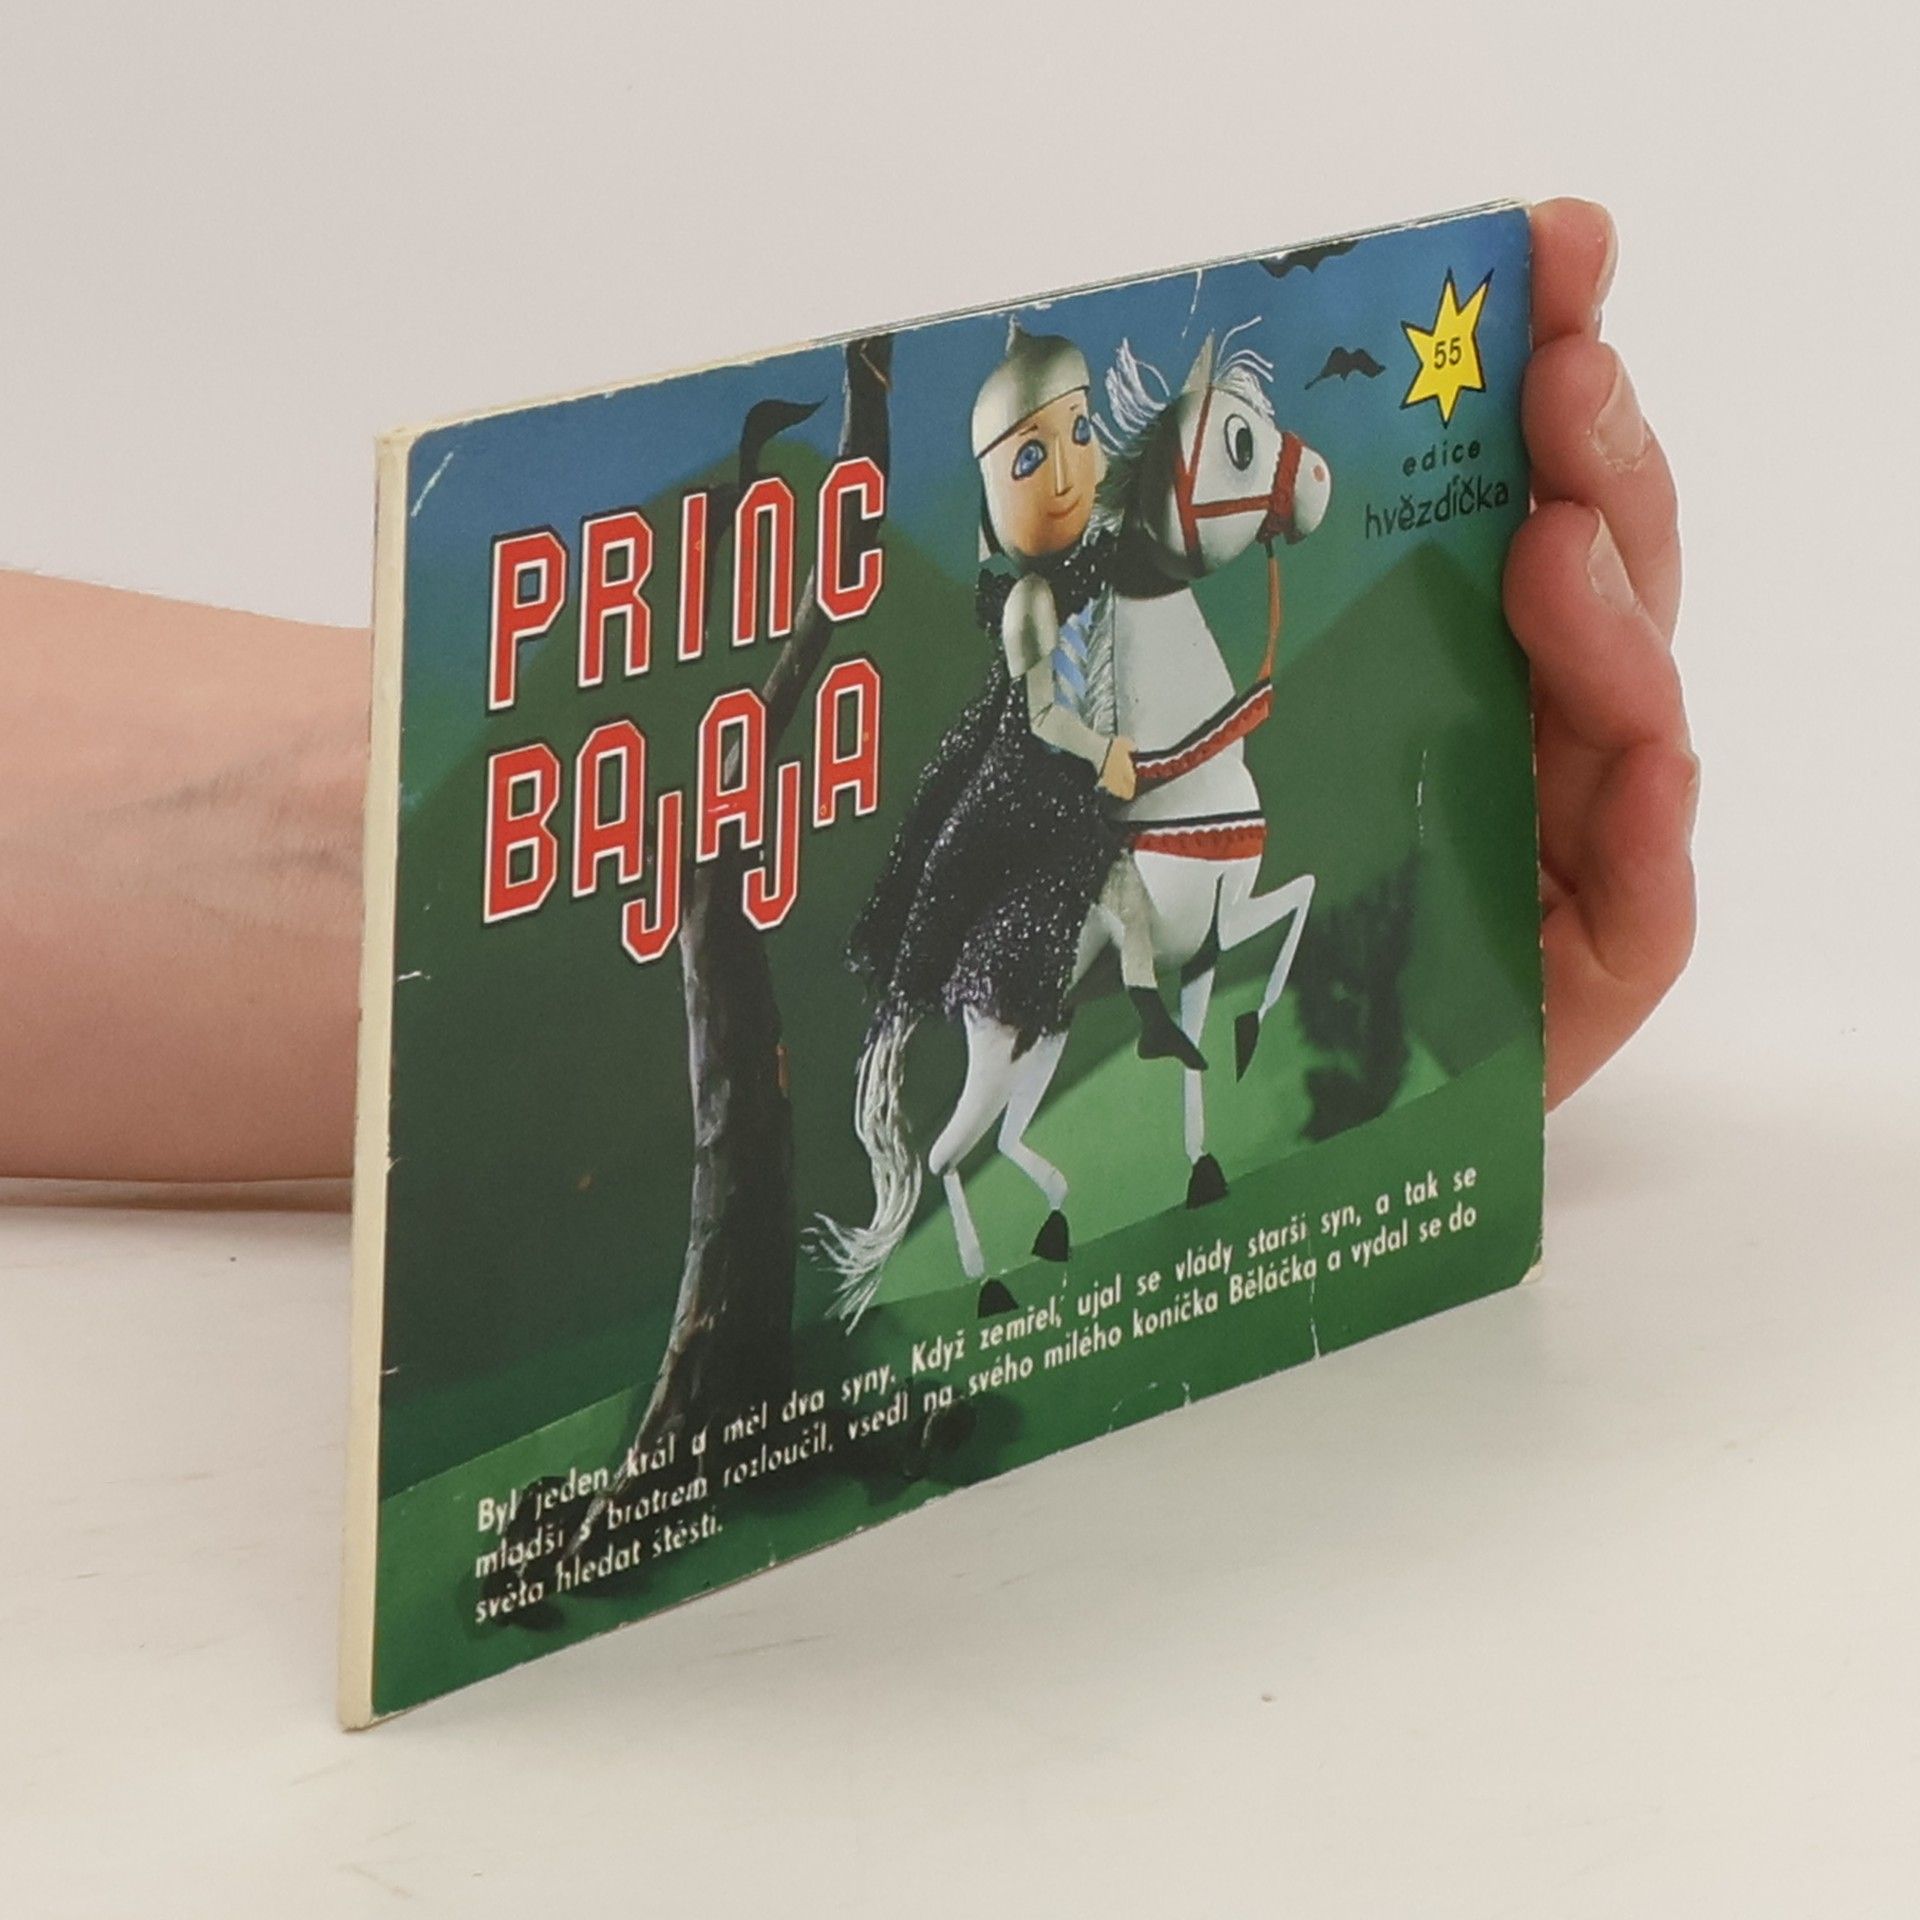 PRINC
BAJAJA
55
edice
hvězdička
Byl jeden král a měl dva syny. Když zemřel, ujal se vlády starší syn, a tak se
mladší s bratrem rozloučil, vsedl na svého milého koníčka Běláčka a vydal se do
světa hledat štěstí.